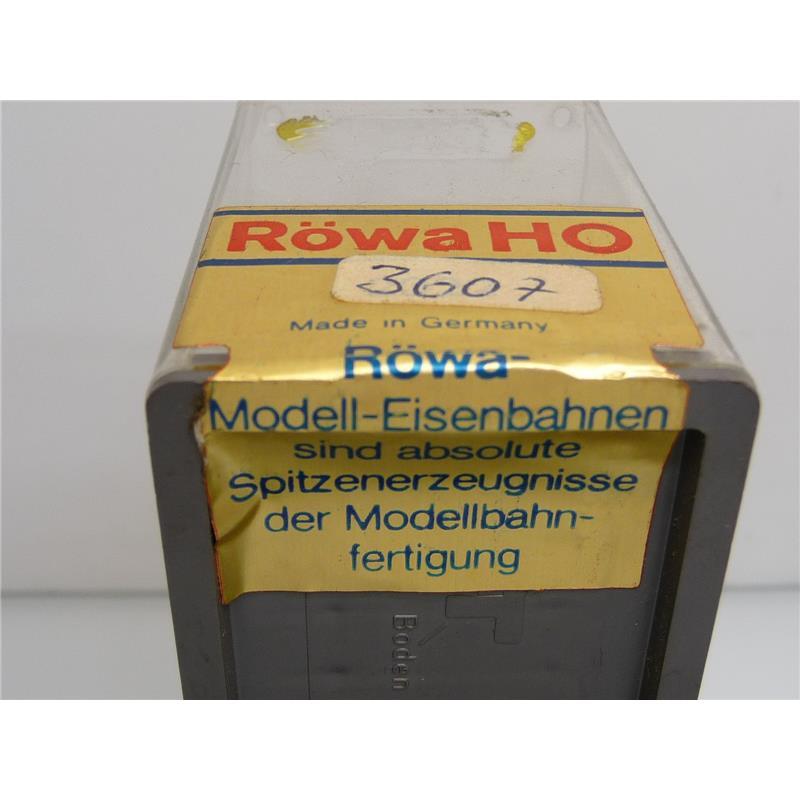 Röwa HO
3607
Made in Germany
Röwa-
Modell-Eisenbahnen
sind absolute
Spitzenerzeugnisse
der Modellbahn-
fertigung
Boden